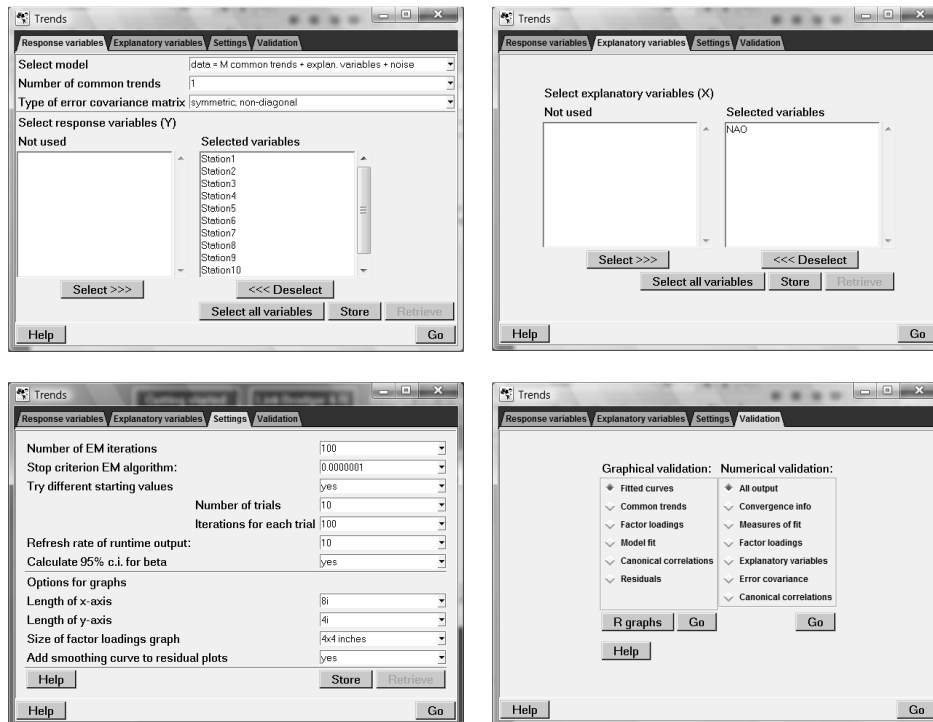 Trends
Response variables Explanatory variables Settings Validation
Select model data = M common trends + explan. variables + noise
Number of common trends 1
Type of error covariance matrix symmetric, non-diagonal
Select response variables (Y)
Not used Selected variables
Station1
Station2
Station3
Station4
Station5
Station6
Station7
Station8
Station9
Station10
Select >>> <<< Deselect
Select all variables Store Retrieve
Help Go
Trends
Response variables Explanatory variables Settings Validation
Select explanatory variables (X)
Not used Selected variables
NAO
Select >>> <<< Deselect
Select all variables Store Retrieve
Help Go
Trends
Response variables Explanatory variables Settings Validation
Number of EM iterations 100
Stop criterion EM algorithm: 0.0000001
Try different starting values yes
Number of trials 10
Iterations for each trial 100
Refresh rate of runtime output: 10
Calculate 95% c.i. for beta yes
Options for graphs
Length of x-axis 8i
Length of y-axis 4i
Size of factor loadings graph 4x4 inches
Add smoothing curve to residual plots yes
Help Store Retrieve
Help Go
Trends
Response variables Explanatory variables Settings Validation
Graphical validation: Numerical validation:
Fitted curves All output
Common trends Convergence info
Factor loadings Measures of fit
Model fit Factor loadings
Canonical correlations Explanatory variables
Residuals Error covariance
Canonical correlations
R graphs Go Go
Help
Help Go